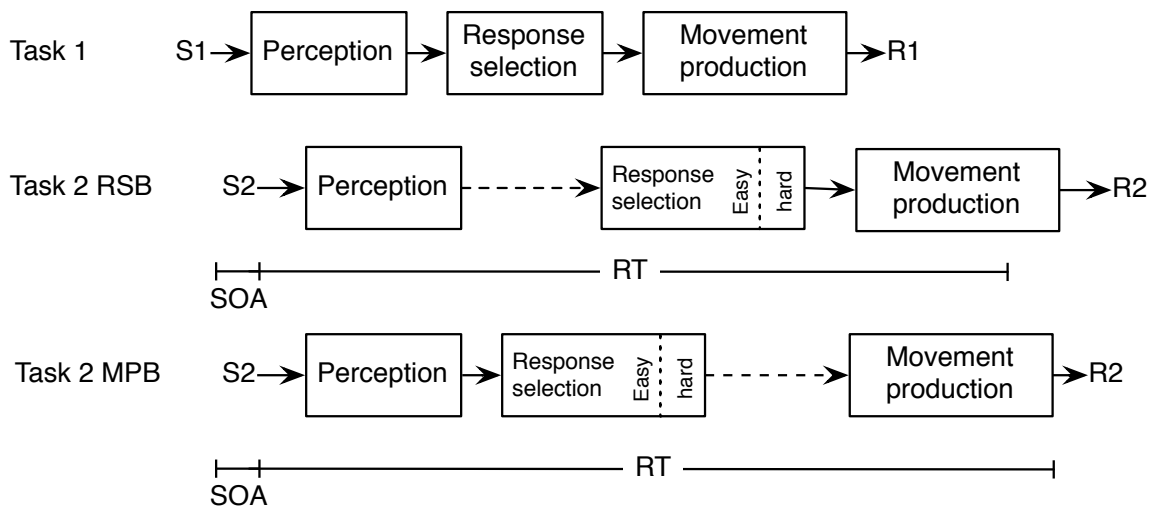 Task 1 S1 Perception Response selection Movement production R1
Task 2 RSB S2 Perception Response selection Easy hard Movement production R2
RT
SOA
Task 2 MPB S2 Perception Response selection Easy hard Movement production R2
RT
SOA